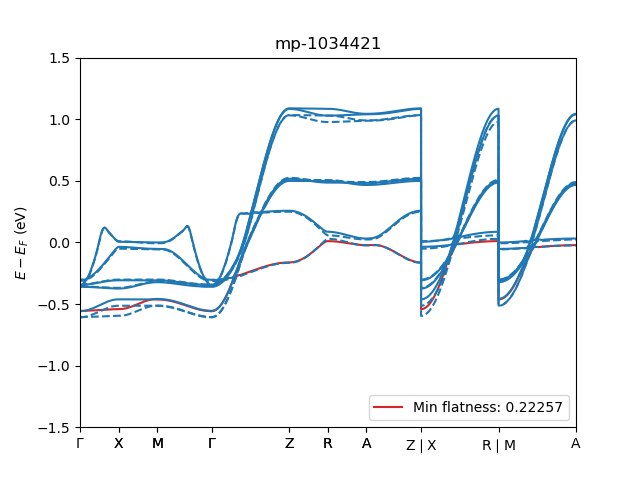 mp-1034421
1.5
1.0
0.5
0.0
−0.5
−1.0
−1.5
E − E_F (eV)
Γ X M Γ Z R A Z | X R | M A
Min flatness: 0.22257